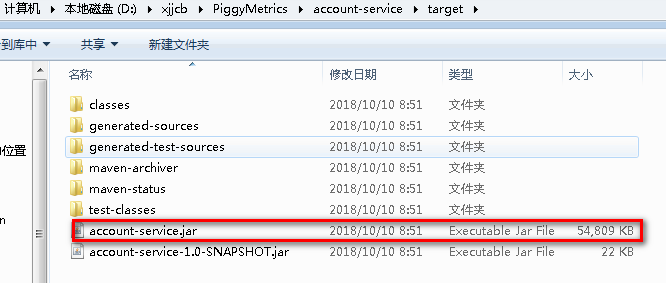 计算机 ▸ 本地磁盘 (D:) ▸ xjjcb ▸ PiggyMetrics ▸ account-service ▸ target ▸
含到库中 ▼ 共享 ▼ 新建文件夹
名称 修改日期 类型 大小
classes 2018/10/10 8:51 文件夹
generated-sources 2018/10/10 8:51 文件夹
generated-test-sources 2018/10/10 8:51 文件夹
的位置
maven-archiver 2018/10/10 8:51 文件夹
maven-status 2018/10/10 8:51 文件夹
test-classes 2018/10/10 8:51 文件夹
account-service.jar 2018/10/10 8:51 Executable Jar File 54,809 KB
account-service-1.0-SNAPSHOT.jar 2018/10/10 8:51 Executable Jar File 22 KB